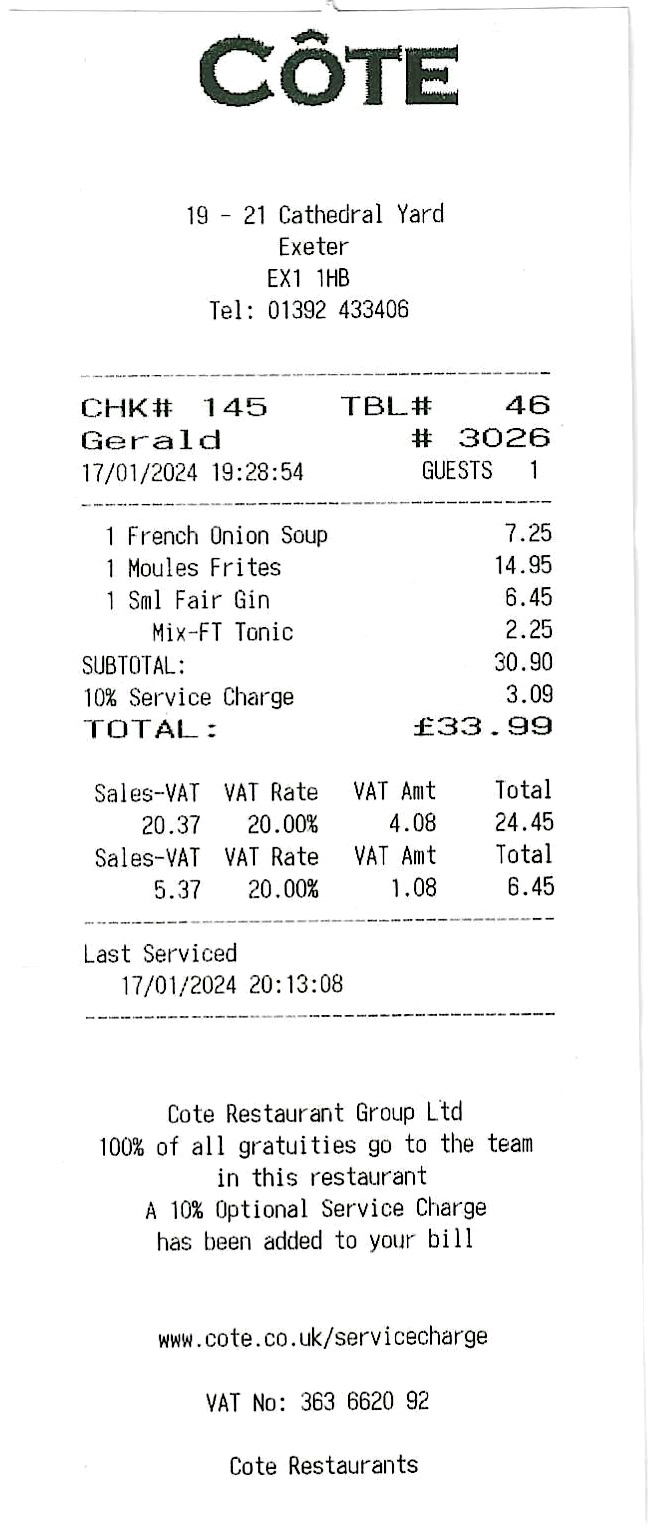 CÔTE
19 - 21 Cathedral Yard
Exeter
EX1 1HB
Tel: 01392 433406
CHK# 145 TBL# 46
Gerald # 3026
17/01/2024 19:28:54 GUESTS 1
1 French Onion Soup 7.25
1 Moules Frites 14.95
1 Sml Fair Gin 6.45
Mix-FT Tonic 2.25
SUBTOTAL: 30.90
10% Service Charge 3.09
TOTAL: £33.99
Sales-VAT VAT Rate VAT Amt Total
20.37 20.00% 4.08 24.45
Sales-VAT VAT Rate VAT Amt Total
5.37 20.00% 1.08 6.45
Last Serviced
17/01/2024 20:13:08
Cote Restaurant Group Ltd
100% of all gratuities go to the team
in this restaurant
A 10% Optional Service Charge
has been added to your bill
www.cote.co.uk/servicecharge
VAT No: 363 6620 92
Cote Restaurants